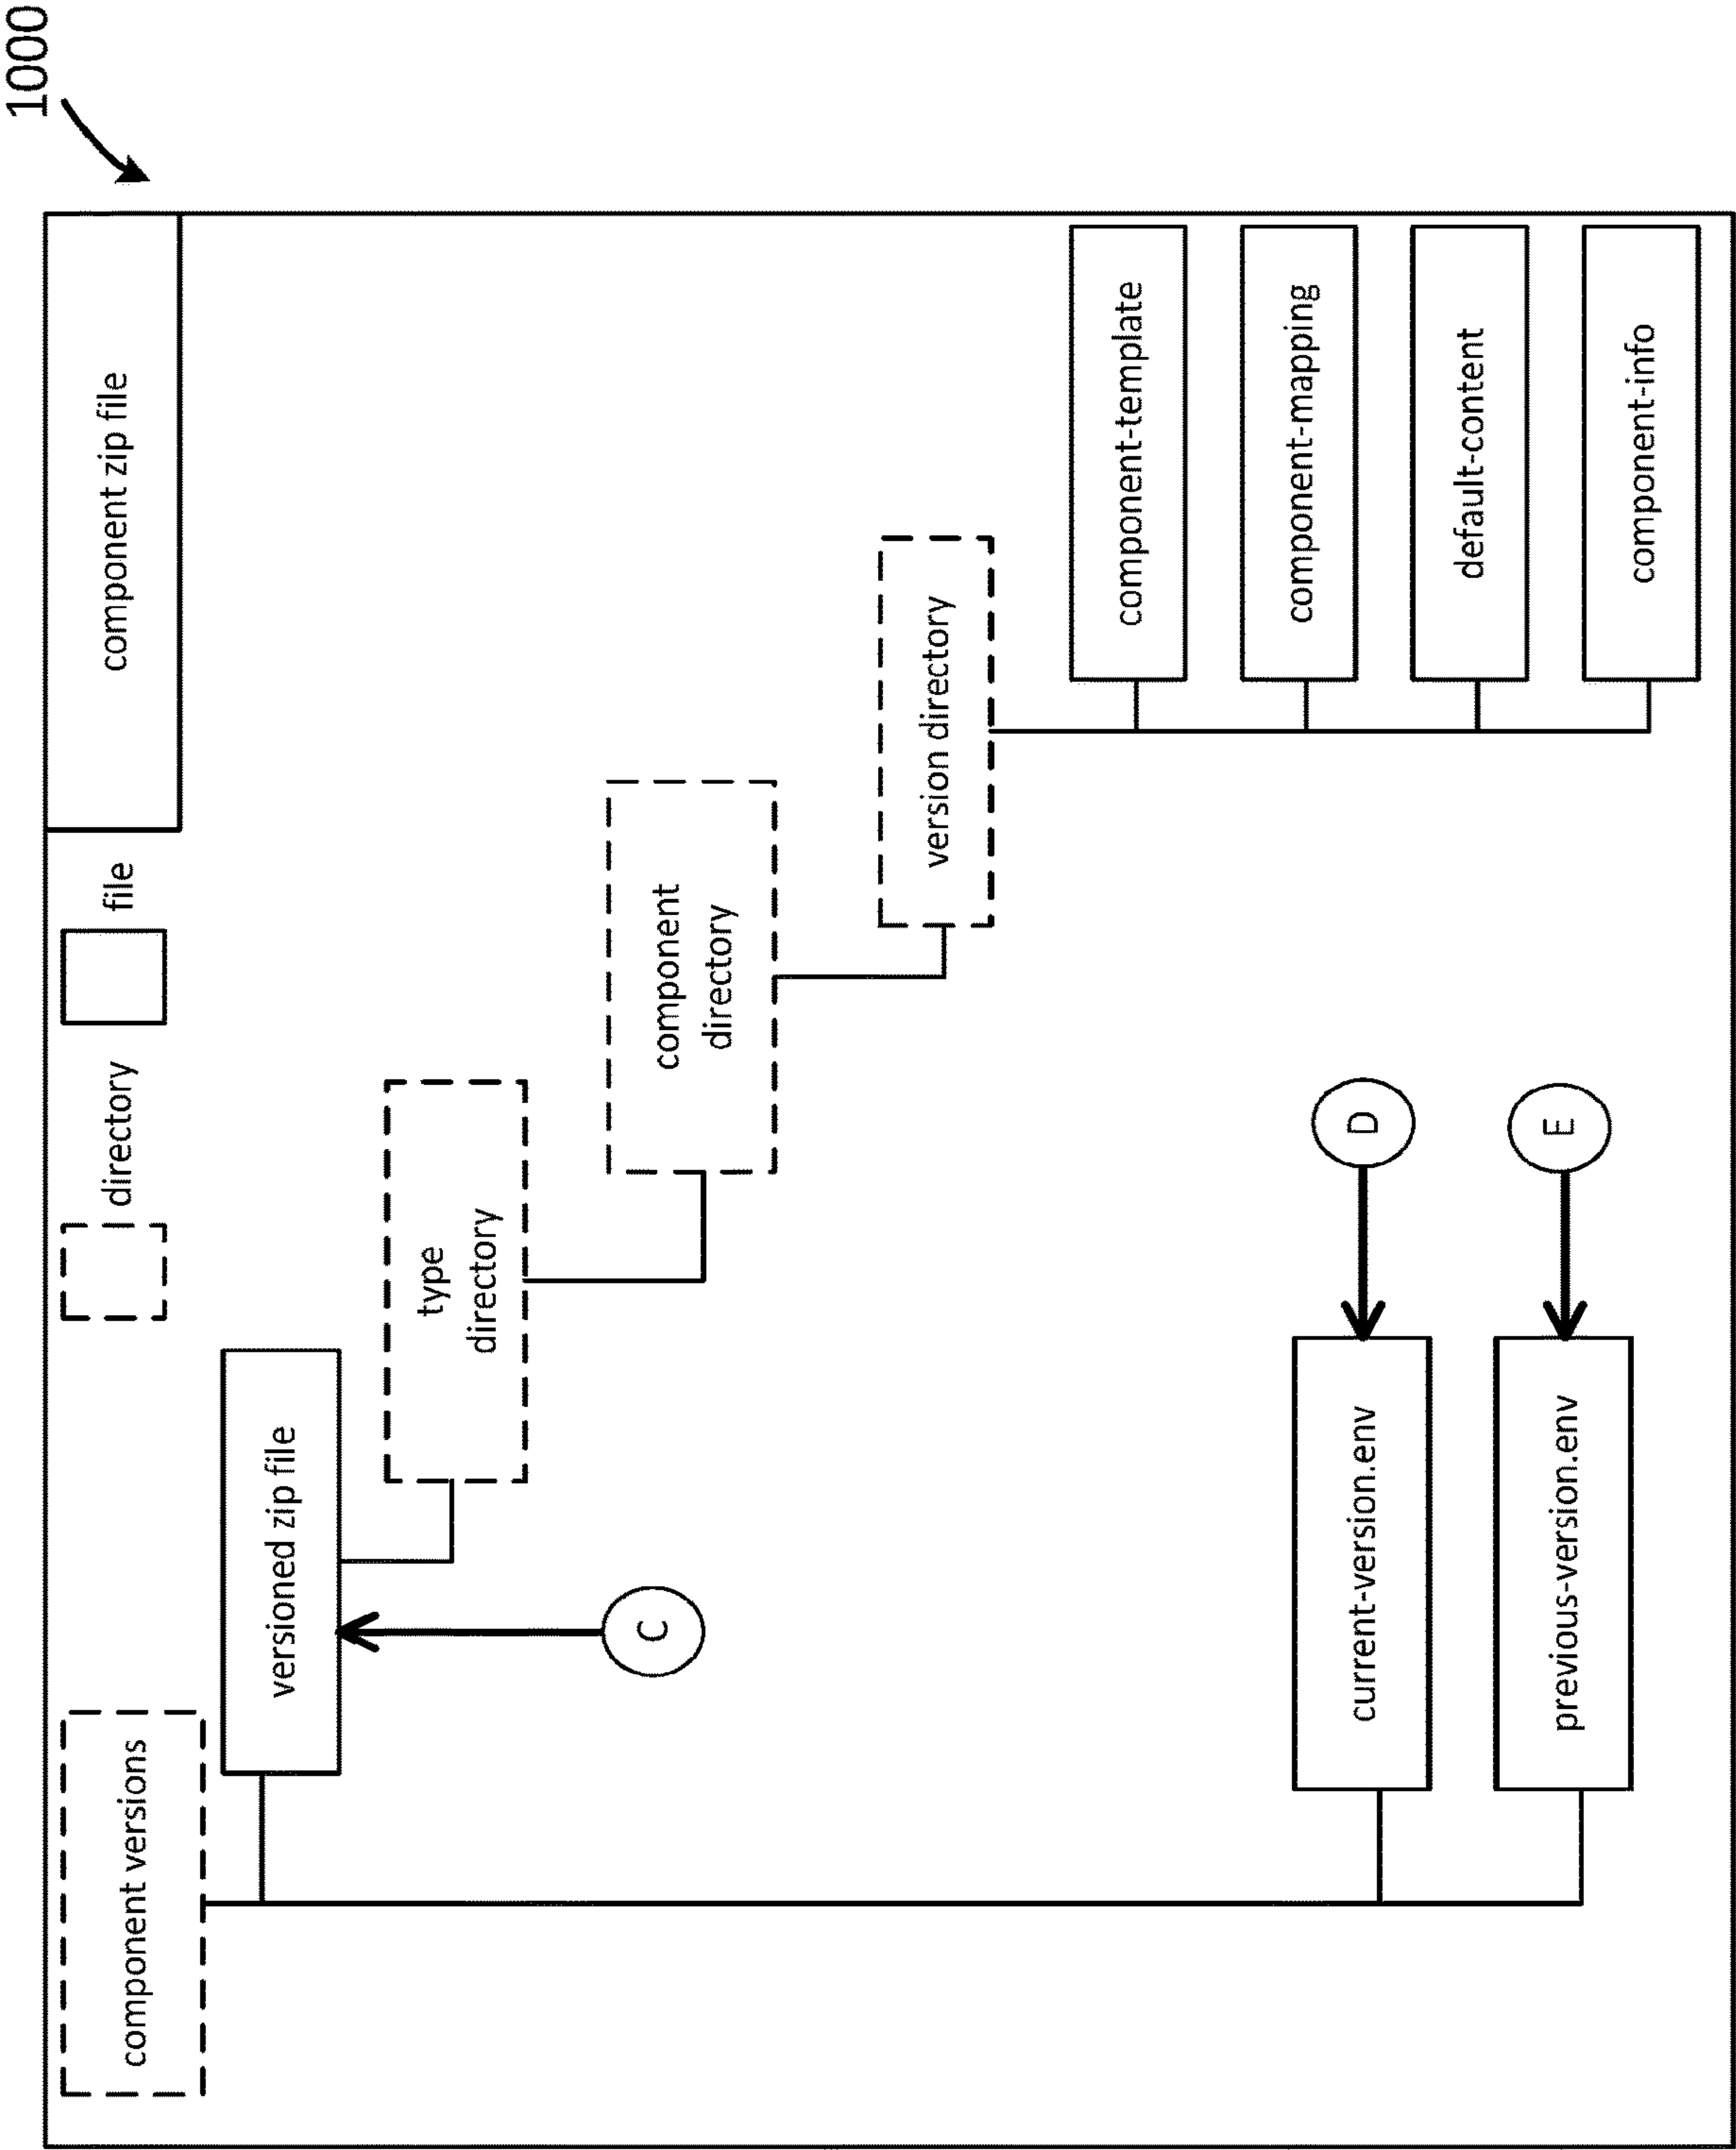 1000
component versions
directory
file
component zip file
versioned zip file
type
directory
C
component
directory
version directory
component-template
component-mapping
default-content
component-info
current-version.env
D
previous-version.env
E